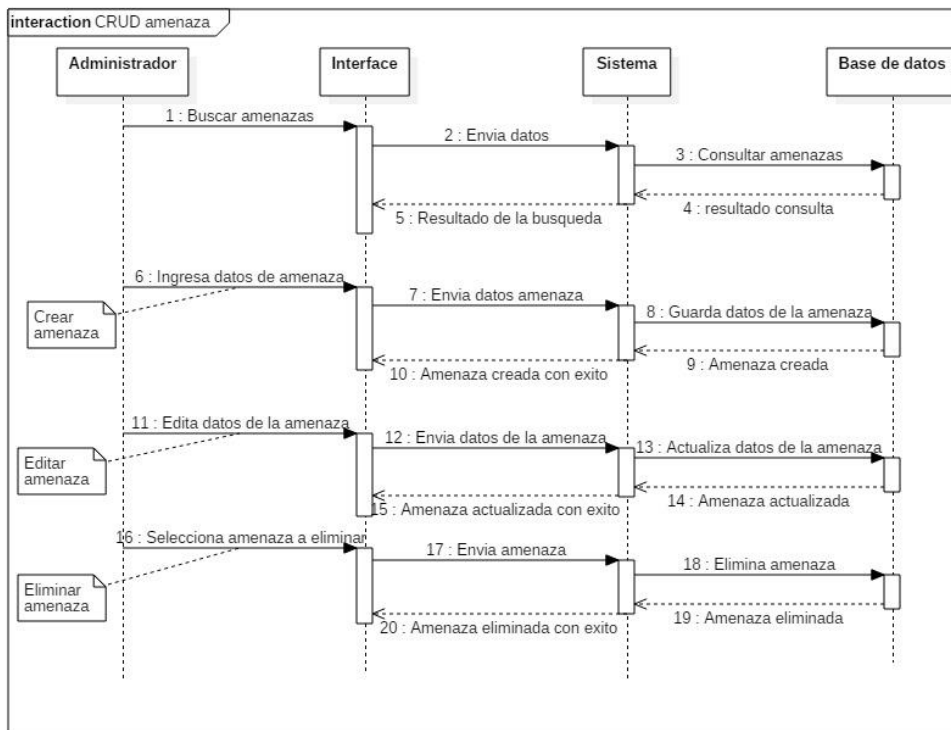 interaction CRUD amenaza
Administrador
Interface
Sistema
Base de datos
1 : Buscar amenazas
2 : Envia datos
3 : Consultar amenazas
4 : resultado consulta
5 : Resultado de la busqueda
6 : Ingresa datos de amenaza
Crear
amenaza
7 : Envia datos amenaza
8 : Guarda datos de la amenaza
9 : Amenaza creada
10 : Amenaza creada con exito
11 : Edita datos de la amenaza
Editar
amenaza
12 : Envia datos de la amenaza
13 : Actualiza datos de la amenaza
14 : Amenaza actualizada
15 : Amenaza actualizada con exito
16 : Selecciona amenaza a eliminar
Eliminar
amenaza
17 : Envia amenaza
18 : Elimina amenaza
19 : Amenaza eliminada
20 : Amenaza eliminada con exito